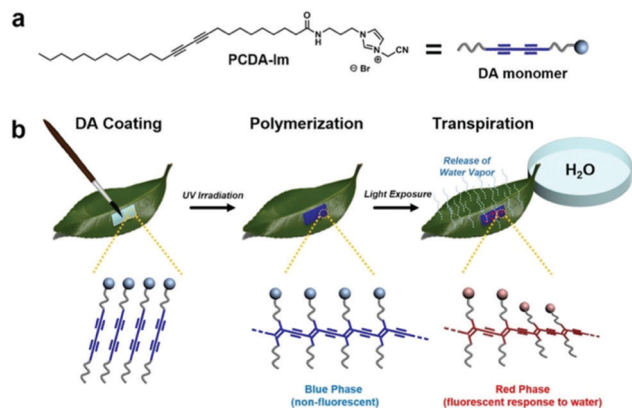 a
O
N
H
N
N
⊕
CN
⊖ Br
PCDA-Im
=
DA monomer
b
DA Coating
Polymerization
Transpiration
UV Irradiation
Light Exposure
Release of
Water Vapor
H₂O
Blue Phase
(non-fluorescent)
Red Phase
(fluorescent response to water)